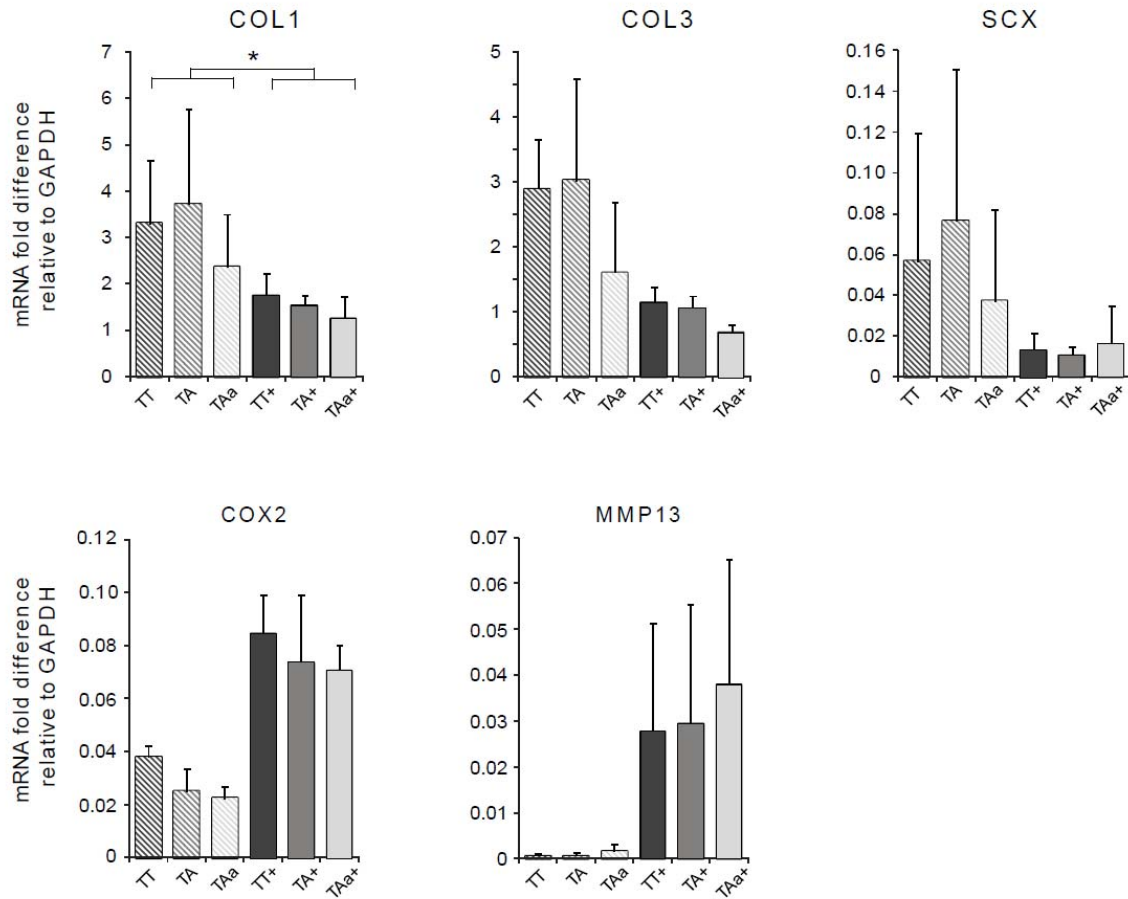 COL1
COL3
SCX
mRNA fold difference
relative to GAPDH
7
6
5
4
3
2
1
0
*
TT
TA
TAa
TT+
TA+
TAa+
5
4
3
2
1
0
TT
TA
TAa
TT+
TA+
TAa+
0.16
0.14
0.12
0.10
0.08
0.06
0.04
0.02
0
TT
TA
TAa
TT+
TA+
TAa+
COX2
MMP13
mRNA fold difference
relative to GAPDH
0.12
0.10
0.08
0.06
0.04
0.02
0
TT
TA
TAa
TT+
TA+
TAa+
0.07
0.06
0.05
0.04
0.03
0.02
0.01
0
TT
TA
TAa
TT+
TA+
TAa+